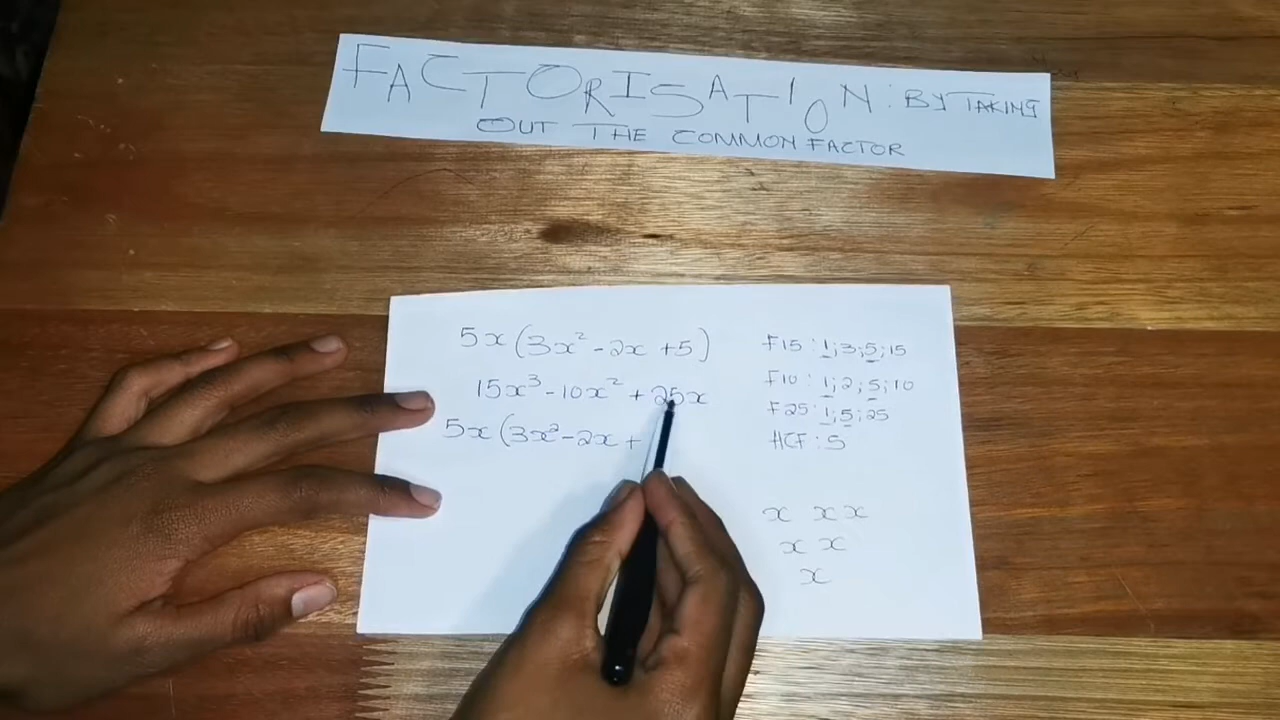 FACTORISATION: BY TAKING
OUT THE COMMON FACTOR
5x(3x² - 2x + 5)
15x³ - 10x² + 25x
5x(3x² - 2x +
F15 : 1;3;5;15
F10 : 1;2;5;10
F25 : 1;5;25
HCF : 5
x x x
x x
x